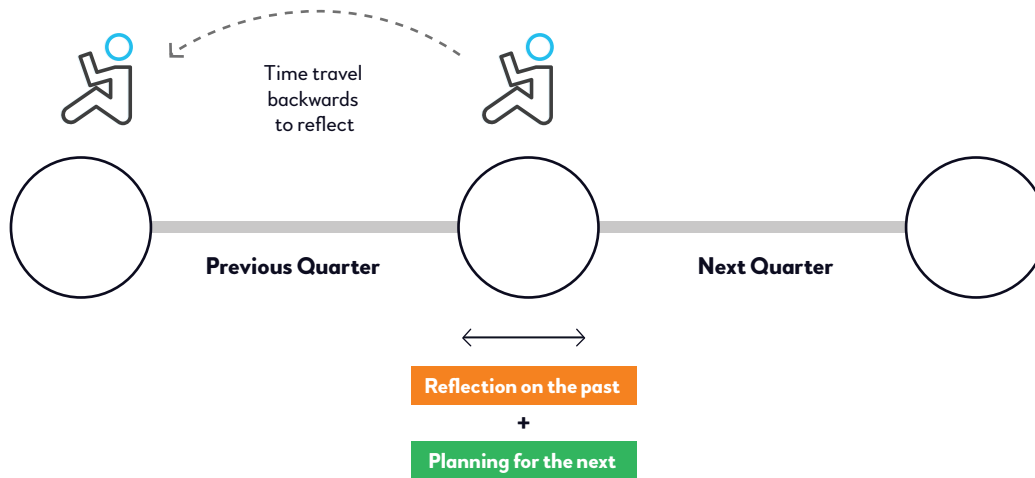 Time travel
backwards
to reflect
Previous Quarter
Next Quarter
Reflection on the past
+
Planning for the next